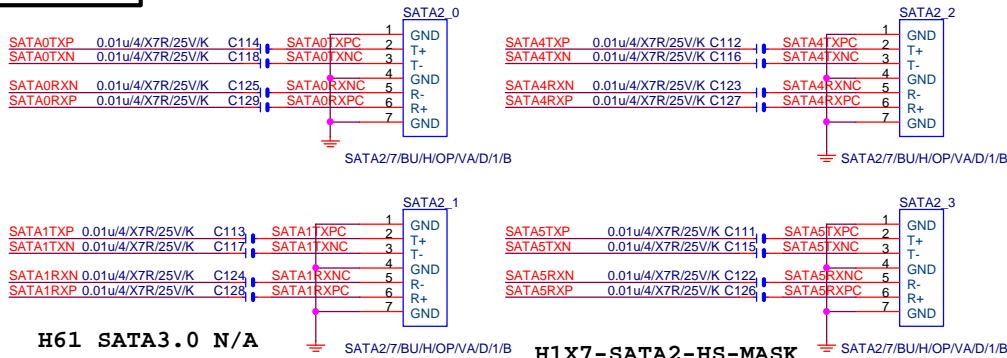 SATA2_0
SATA0TXP 0.01u/4/X7R/25V/K C114 SATA0TXPC 1 GND
SATA0TXN 0.01u/4/X7R/25V/K C118 SATA0TXNC 2 T+
3 T-
4 GND
SATA0RXN 0.01u/4/X7R/25V/K C125 SATA0RXNC 5 R-
SATA0RXP 0.01u/4/X7R/25V/K C129 SATA0RXPC 6 R+
7 GND
SATA2/7/BU/H/OP/VA/D/1/B
SATA2_2
SATA4TXP 0.01u/4/X7R/25V/K C112 SATA4TXPC 1 GND
SATA4TXN 0.01u/4/X7R/25V/K C116 SATA4TXNC 2 T+
3 T-
4 GND
SATA4RXN 0.01u/4/X7R/25V/K C123 SATA4RXNC 5 R-
SATA4RXP 0.01u/4/X7R/25V/K C127 SATA4RXPC 6 R+
7 GND
SATA2/7/BU/H/OP/VA/D/1/B
SATA2_1
SATA1TXP 0.01u/4/X7R/25V/K C113 SATA1TXPC 1 GND
SATA1TXN 0.01u/4/X7R/25V/K C117 SATA1TXNC 2 T+
3 T-
4 GND
SATA1RXN 0.01u/4/X7R/25V/K C124 SATA1RXNC 5 R-
SATA1RXP 0.01u/4/X7R/25V/K C128 SATA1RXPC 6 R+
7 GND
H61 SATA3.0 N/A
SATA2/7/BU/H/OP/VA/D/1/B
SATA2_3
SATA5TXP 0.01u/4/X7R/25V/K C111 SATA5TXPC 1 GND
SATA5TXN 0.01u/4/X7R/25V/K C115 SATA5TXNC 2 T+
3 T-
4 GND
SATA5RXN 0.01u/4/X7R/25V/K C122 SATA5RXNC 5 R-
SATA5RXP 0.01u/4/X7R/25V/K C126 SATA5RXPC 6 R+
7 GND
H1X7-SATA2-HS-MASK
SATA2/7/BU/H/OP/VA/D/1/B